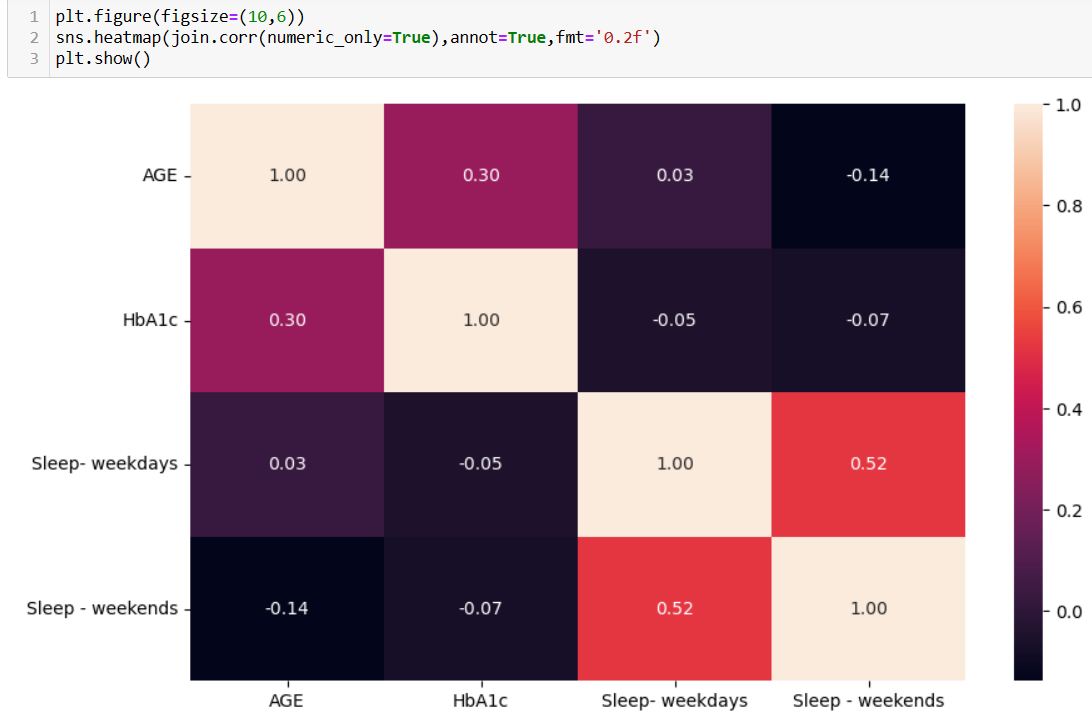 1 plt.figure(figsize=(10,6))
2 sns.heatmap(join.corr(numeric_only=True),annot=True,fmt='0.2f')
3 plt.show()
AGE 1.00 0.30 0.03 -0.14
HbA1c 0.30 1.00 -0.05 -0.07
Sleep- weekdays 0.03 -0.05 1.00 0.52
Sleep - weekends -0.14 -0.07 0.52 1.00
AGE HbA1c Sleep- weekdays Sleep - weekends
1.0
0.8
0.6
0.4
0.2
0.0